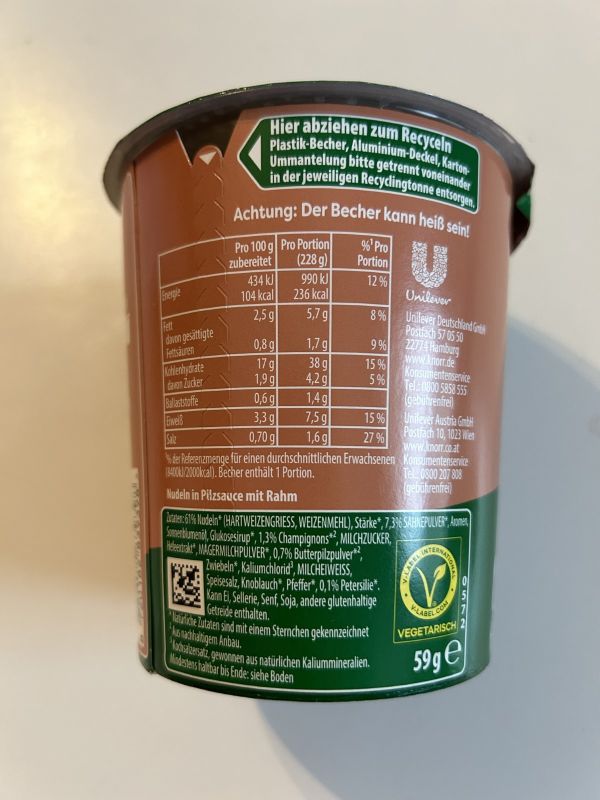 Hier abziehen zum Recyceln
Plastik-Becher, Aluminium-Deckel, Karton-
Ummantelung bitte getrennt voneinander
in der jeweiligen Recyclingtonne entsorgen.
Achtung: Der Becher kann heiß sein!
Pro 100 g zubereitet Pro Portion (228 g) %¹ Pro Portion
Energie 434 kJ 990 kJ 12 %
104 kcal 236 kcal
Fett 2,5 g 5,7 g 8 %
davon gesättigte
Fettsäuren 0,8 g 1,7 g 9 %
Kohlenhydrate 17 g 38 g 15 %
davon Zucker 1,9 g 4,2 g 5 %
Ballaststoffe 0,6 g 1,4 g
Eiweiß 3,3 g 7,5 g 15 %
Salz 0,70 g 1,6 g 27 %
% der Referenzmenge für einen durchschnittlichen Erwachsenen
(8400kJ/2000kcal). Becher enthält 1 Portion.
Unilever
Unilever Deutschland GmbH
Postfach 57 05 50
22774 Hamburg
www.knorr.de
Konsumentenservice
Tel.: 0800 5858 555
(gebührenfrei)
Unilever Austria GmbH
Postfach 10, 1023 Wien
www.knorr.co.at
Konsumentenservice
Tel.: 0800 207 808
(gebührenfrei)
Nudeln in Pilzsauce mit Rahm
Zutaten: 61% Nudeln* (HARTWEIZENGRIESS, WEIZENMEHL), Stärke*, 7,3% SAHNEPULVER*, Aromen,
Sonnenblumenöl, Glukosesirup*, 1,3% Champignons*², MILCHZUCKER,
Hefeextrakt*, MAGERMILCHPULVER*, 0,7% Butterpilzpulver*²,
Zwiebeln*, Kaliumchlorid³, MILCHEIWEISS,
Speisesalz, Knoblauch*, Pfeffer*, 0,1% Petersilie*.
Kann Ei, Sellerie, Senf, Soja, andere glutenhaltige
Getreide enthalten.
*Natürliche Zutaten sind mit einem Sternchen gekennzeichnet
²Aus nachhaltigem Anbau.
³Kochsalzersatz, gewonnen aus natürlichen Kaliummineralien.
Mindestens haltbar bis Ende: siehe Boden
V-LABEL INTERNATIONAL
V-LABEL.COM
VEGETARISCH
0572
59 g e